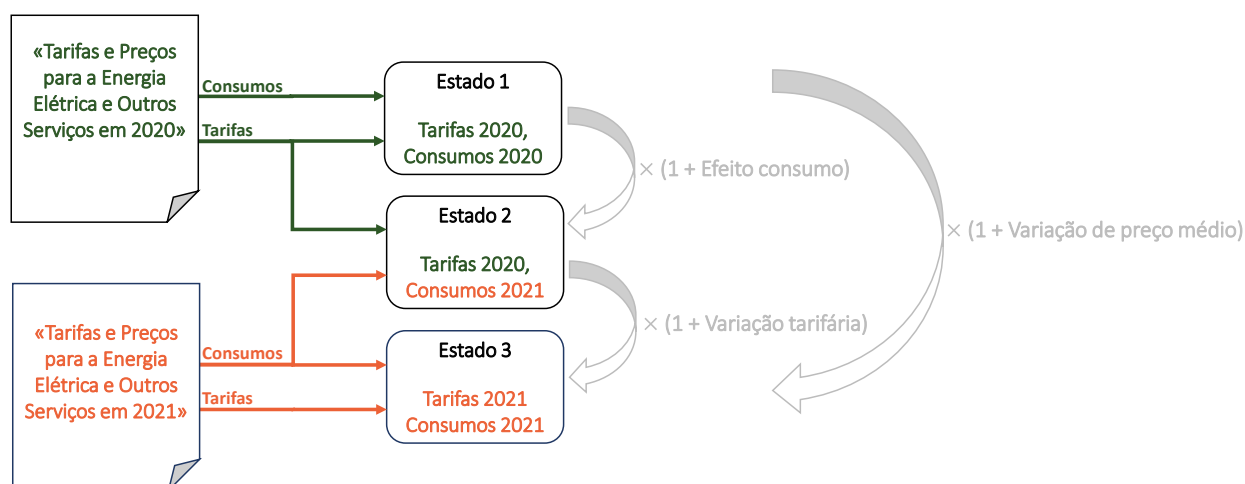 «Tarifas e Preços
para a Energia
Elétrica e Outros
Serviços em 2020»
Consumos
Tarifas
Estado 1
Tarifas 2020,
Consumos 2020
× (1 + Efeito consumo)
Estado 2
Tarifas 2020,
Consumos 2021
× (1 + Variação de preço médio)
«Tarifas e Preços
para a Energia
Elétrica e Outros
Serviços em 2021»
Consumos
Tarifas
× (1 + Variação tarifária)
Estado 3
Tarifas 2021
Consumos 2021